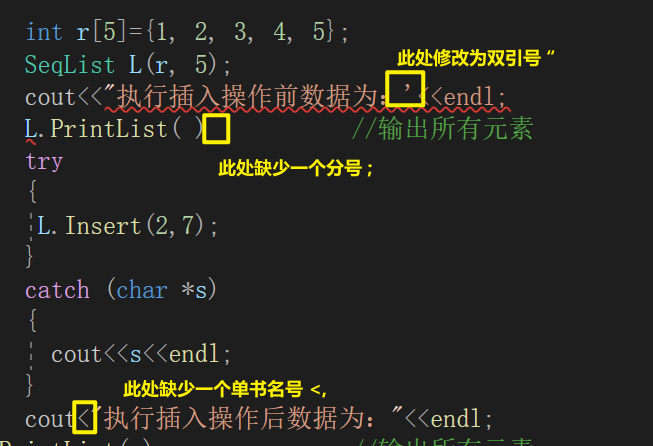 int r[5]={1, 2, 3, 4, 5};
SeqList L(r, 5);
此处修改为双引号 “
cout<<"执行插入操作前数据为：'<<endl;
L.PrintList( ) //输出所有元素
try
此处缺少一个分号 ;
{
L.Insert(2,7);
}
catch (char *s)
{
cout<<s<<endl;
}
此处缺少一个单书名号 <,
cout<"执行插入操作后数据为："<<endl;
PrintList( ) //输出所有元素